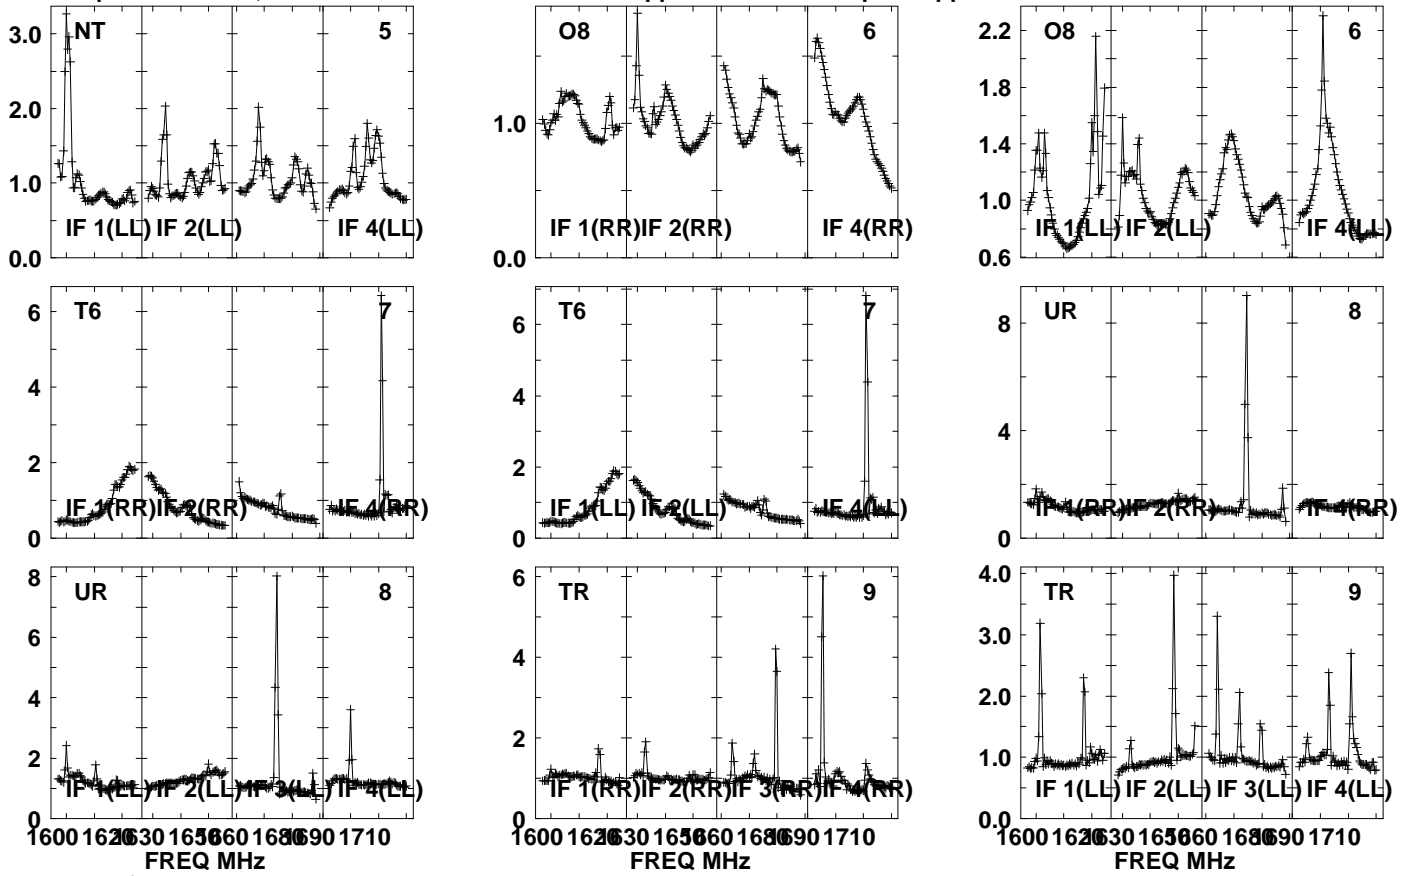 NT 5 O8 6 O8 6
3.0 2.0 1.0 0.0
IF 1(LL) IF 2(LL) IF 4(LL)
1.0 0.0
IF 1(RR) IF 2(RR) IF 4(RR)
2.2 1.8 1.4 1.0 0.6
IF 1(LL) IF 2(LL) IF 4(LL)
T6 7 T6 7 UR 8
6 4 2 0
IF 1(RR) IF 2(RR) IF 4(RR)
6 4 2 0
IF 1(LL) IF 2(LL) IF 4(LL)
8 4 0
IF 1(RR) IF 2(RR) IF 4(RR)
UR 8 TR 9 TR 9
8 6 4 2 0
IF 1(LL) IF 2(LL) IF 3(LL) IF 4(LL)
6 4 2 0
IF 1(RR) IF 2(RR) IF 3(RR) IF 4(RR)
4.0 3.0 2.0 1.0 0.0
IF 1(LL) IF 2(LL) IF 3(LL) IF 4(LL)
1600 1620 1630 1650 1660 1680 1690 1710
1600 1620 1630 1650 1660 1680 1690 1710
1600 1620 1630 1650 1660 1680 1690 1710
FREQ MHz FREQ MHz FREQ MHz